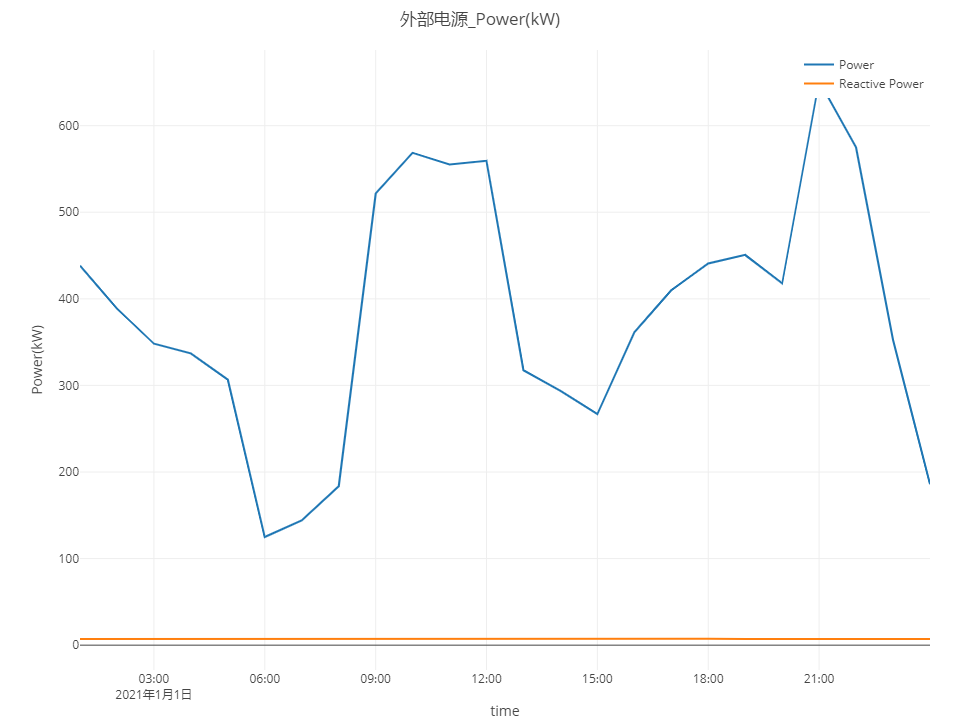 外部电源_Power(kW)
Power
Reactive Power
600
500
400
300
200
100
0
Power(kW)
03:00
06:00
09:00
12:00
15:00
18:00
21:00
2021年1月1日
time